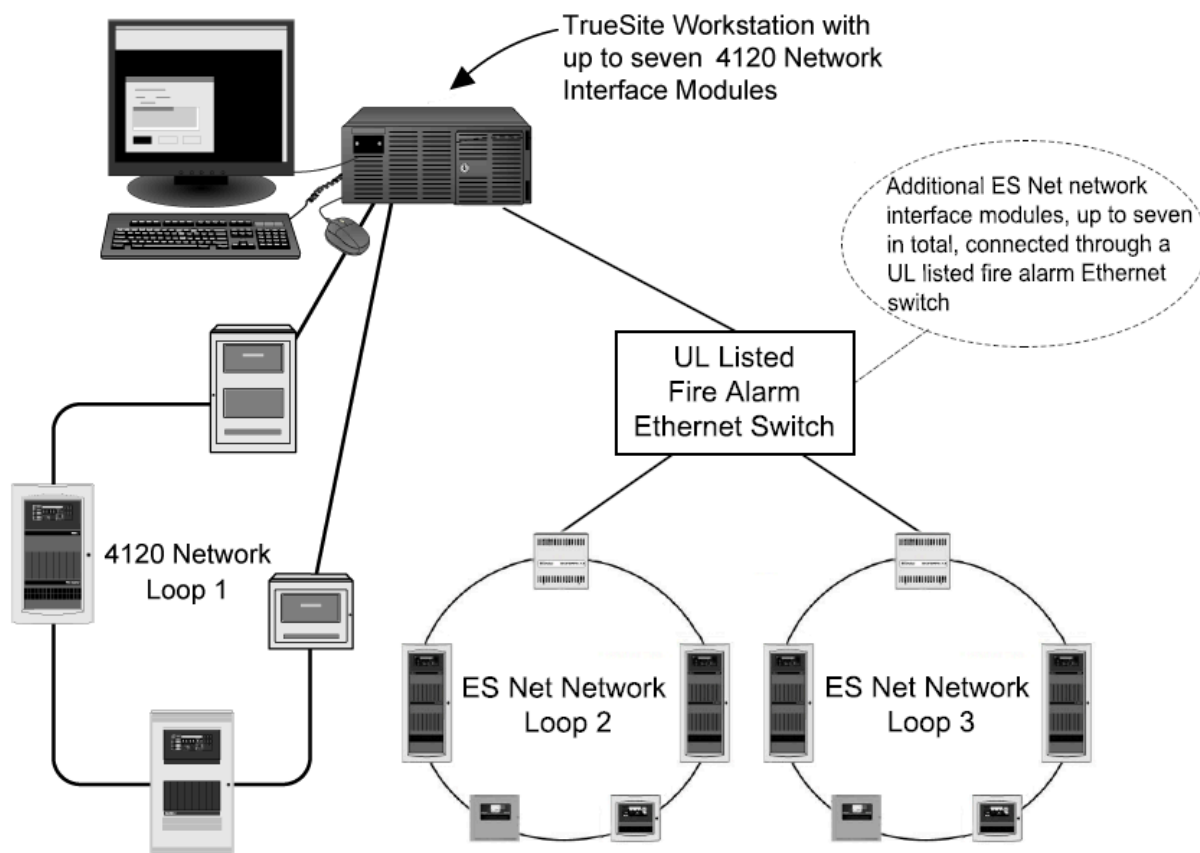 TrueSite Workstation with
up to seven 4120 Network
Interface Modules
Additional ES Net network
interface modules, up to seven
in total, connected through a
UL listed fire alarm Ethernet
switch
UL Listed
Fire Alarm
Ethernet Switch
4120 Network
Loop 1
ES Net Network
Loop 2
ES Net Network
Loop 3